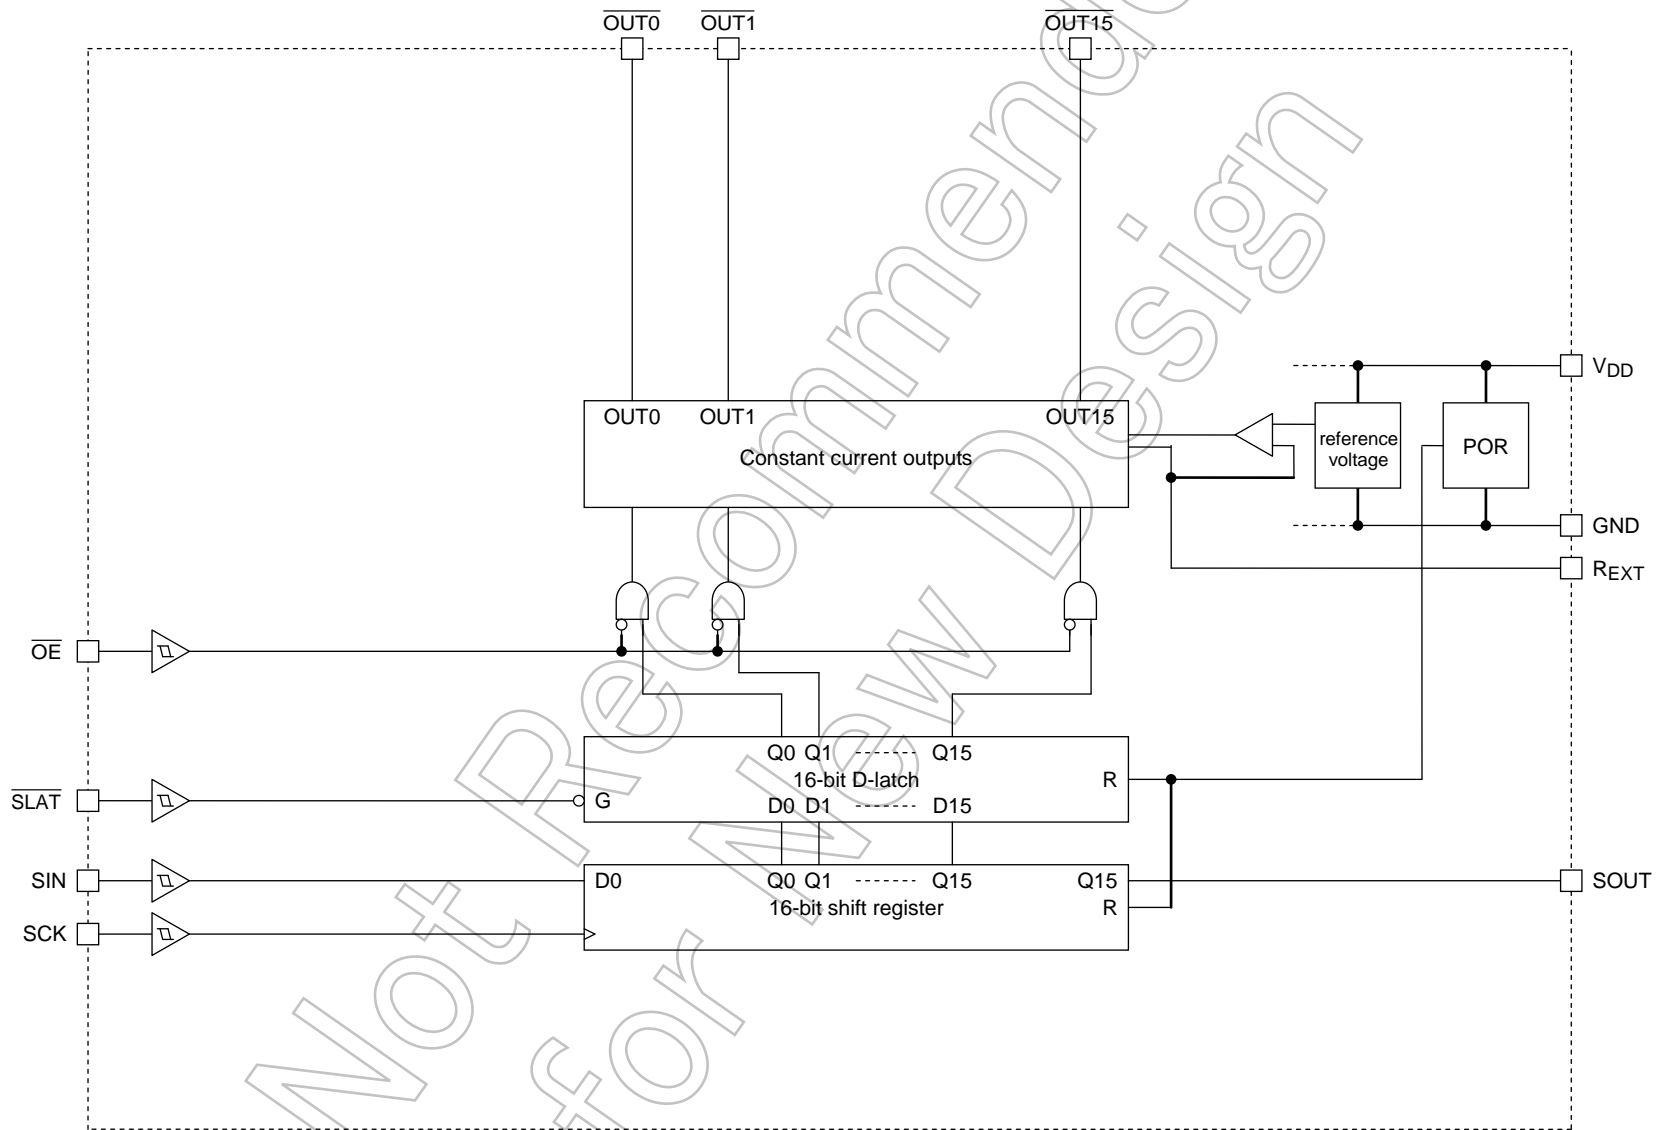 OUT0 OUT1 OUT15
OUT0 OUT1 OUT15
Constant current outputs
reference
voltage
POR
VDD
GND
REXT
OE
Q0 Q1 Q15
16-bit D-latch
R
SLAT
G
D0 D1 D15
SIN
D0 Q0 Q1 Q15 Q15
SOUT
16-bit shift register
R
SCK
Not Recommende
for New Design